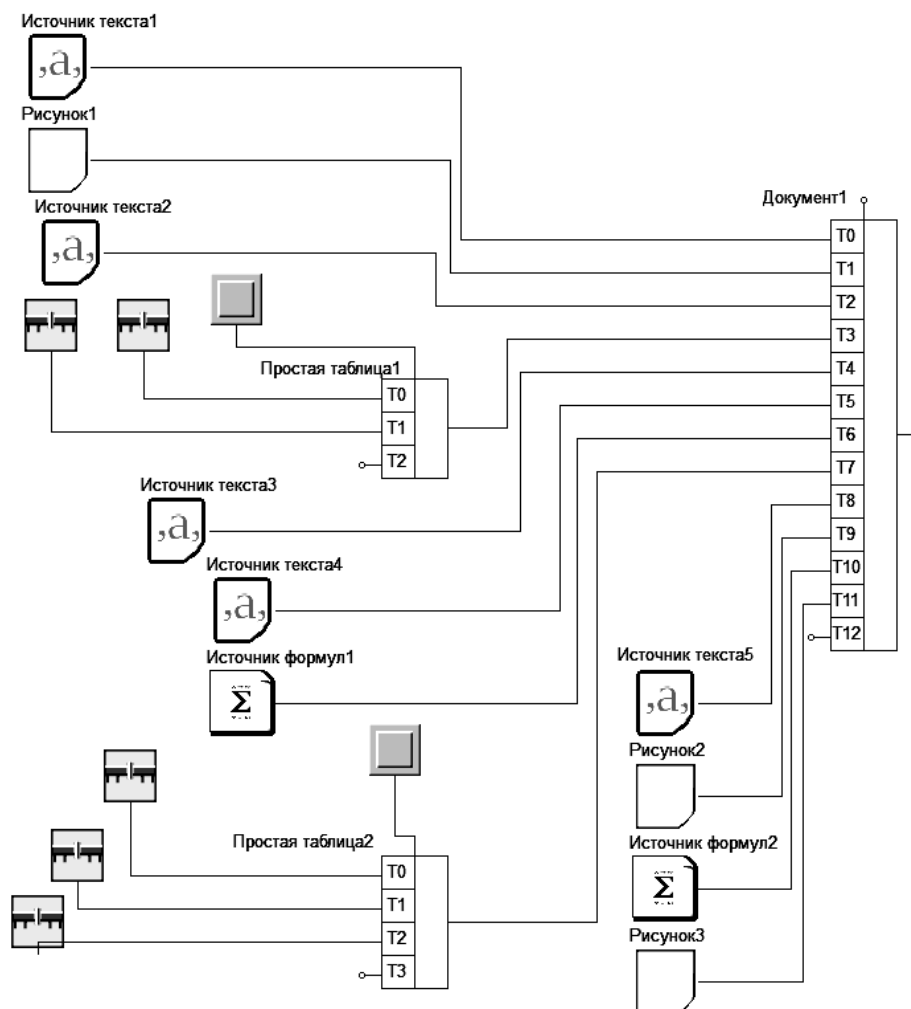 Источник текста1
,a,
Рисунок1
Источник текста2
,a,
Документ1
T0
T1
T2
T3
T4
T5
T6
T7
T8
T9
T10
T11
T12
Простая таблица1
T0
T1
T2
Источник текста3
,a,
Источник текста4
,a,
Источник формул1
Σ
Источник текста5
,a,
Рисунок2
Источник формул2
Σ
Рисунок3
Простая таблица2
T0
T1
T2
T3